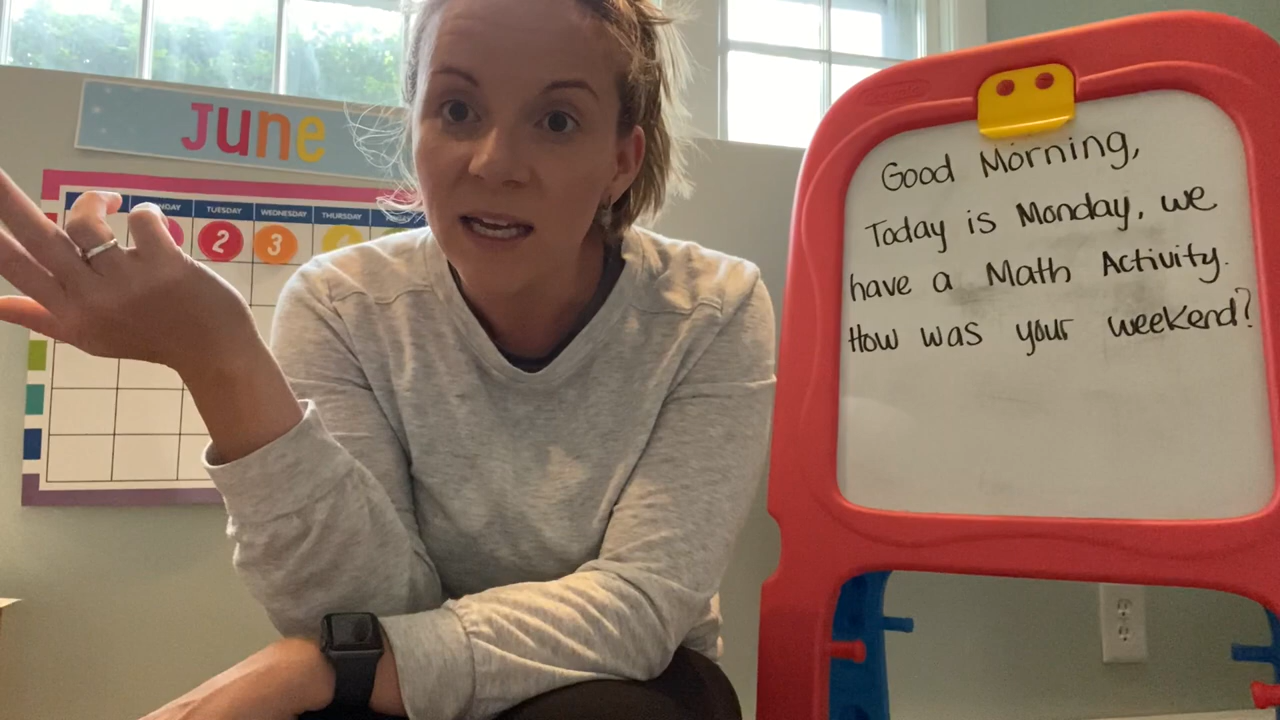 June
TUESDAY WEDNESDAY THURSDAY
2 3 4
Good Morning,
Today is Monday, we
have a Math Activity.
How was your weekend?